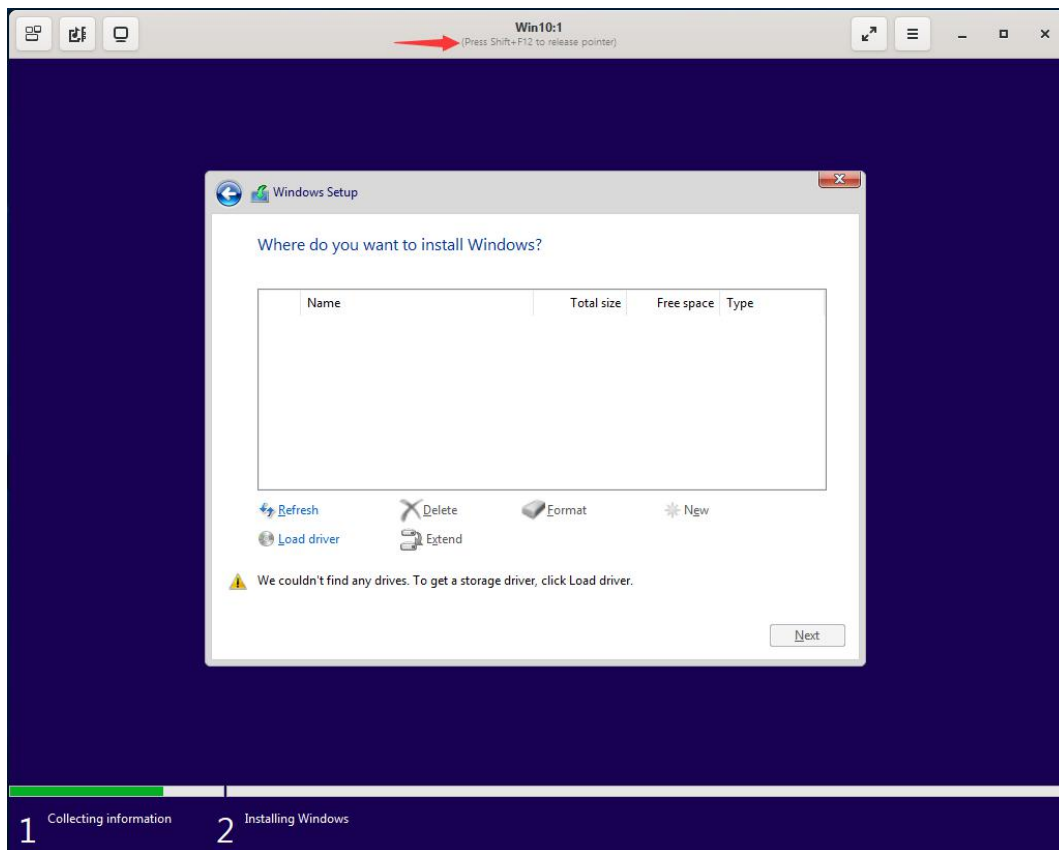 Win10:1
(Press Shift+F12 to release pointer)
Windows Setup
Where do you want to install Windows?
Name Total size Free space Type
Refresh Delete Format New
Load driver Extend
We couldn't find any drives. To get a storage driver, click Load driver.
Next
1 Collecting information 2 Installing Windows